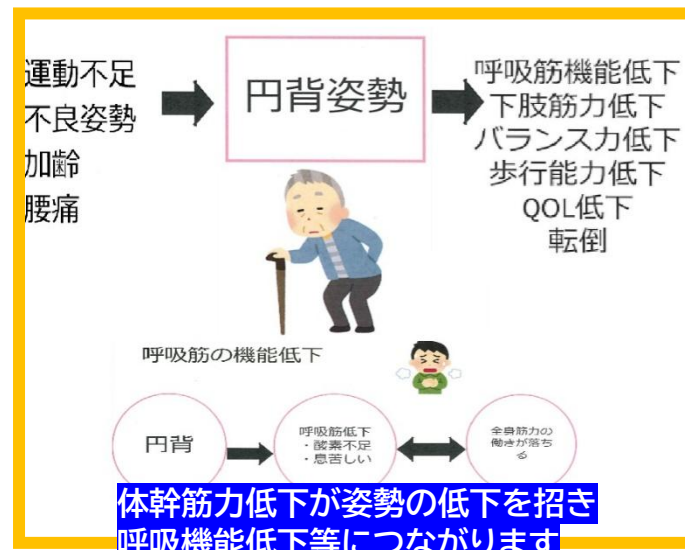 運動不足
不良姿勢
加齢
腰痛
円背姿勢
呼吸筋機能低下
下肢筋力低下
バランス力低下
歩行能力低下
QOL低下
転倒
呼吸筋の機能低下
円背
呼吸筋低下
・酸素不足
・息苦しい
全身筋力の
働きが落ち
る
体幹筋力低下が姿勢の低下を招き
呼吸機能低下等につながります